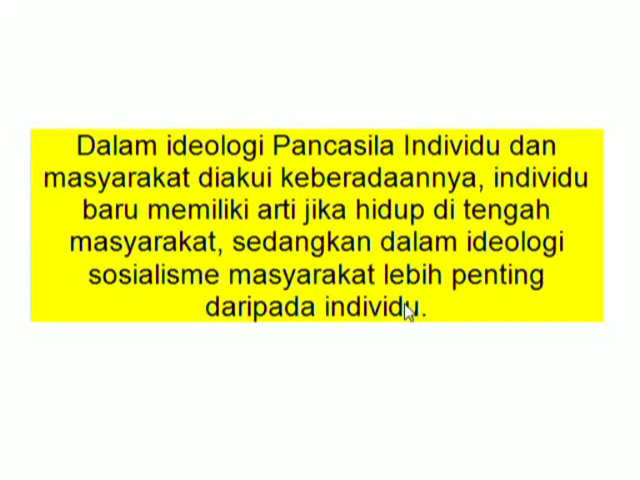 Dalam ideologi Pancasila Individu dan
masyarakat diakui keberadaannya, individu
baru memiliki arti jika hidup di tengah
masyarakat, sedangkan dalam ideologi
sosialisme masyarakat lebih penting
daripada individu.